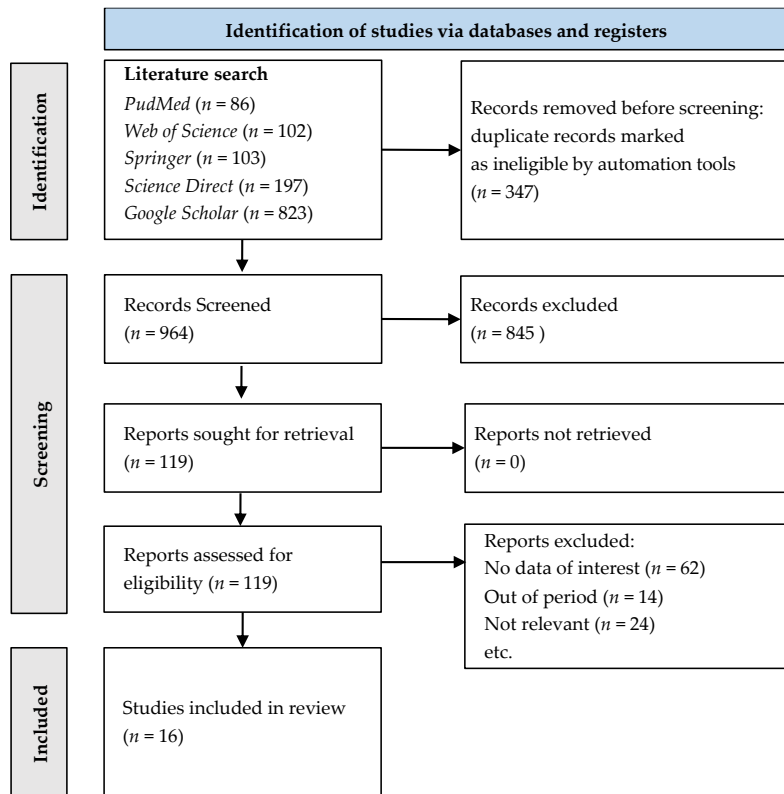 Identification of studies via databases and registers
Identification
Literature search
PudMed (n = 86)
Web of Science (n = 102)
Springer (n = 103)
Science Direct (n = 197)
Google Scholar (n = 823)
Records removed before screening:
duplicate records marked
as ineligible by automation tools
(n = 347)
Screening
Records Screened
(n = 964)
Records excluded
(n = 845 )
Reports sought for retrieval
(n = 119)
Reports not retrieved
(n = 0)
Reports assessed for
eligibility (n = 119)
Reports excluded:
No data of interest (n = 62)
Out of period (n = 14)
Not relevant (n = 24)
etc.
Included
Studies included in review
(n = 16)